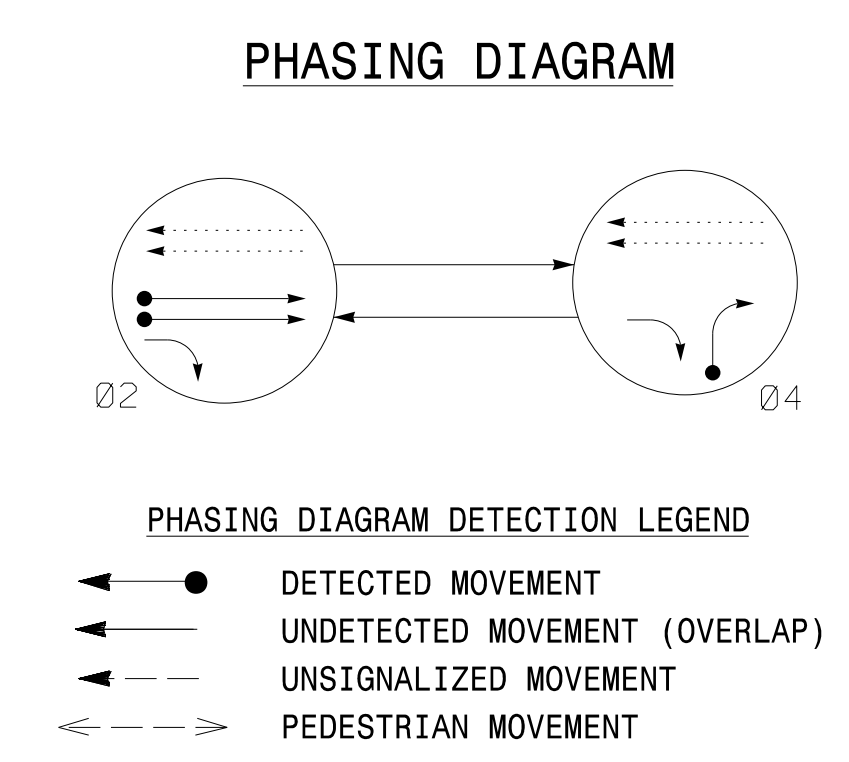 PHASING DIAGRAM
Ø2
Ø4
PHASING DIAGRAM DETECTION LEGEND
DETECTED MOVEMENT
UNDETECTED MOVEMENT (OVERLAP)
UNSIGNALIZED MOVEMENT
PEDESTRIAN MOVEMENT